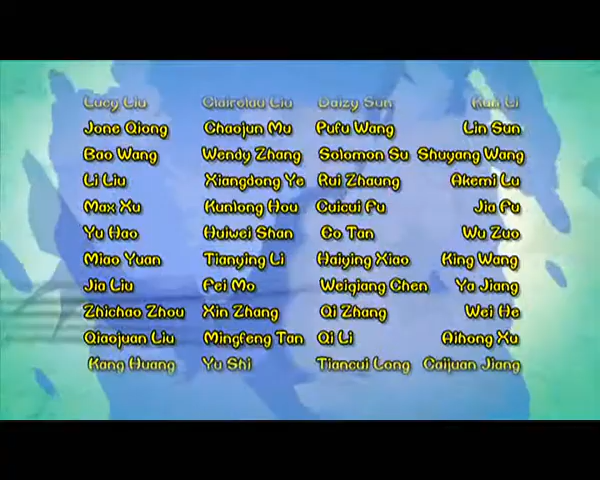 Lucy Liu Clairelau Liu Daizy Sun Kun Li
Jone Qiong Chaojun Mu Pufu Wang Lin Sun
Bao Wang Wendy Zhang Solomon Su Shuyang Wang
Li Liu Xiangdong Ye Rui Zhaung Akemi Lu
Max Xu Kunlong Hou Cuicui Fu Jia Fu
Yu Hao Huiwei Shan Bo Tan Wu Zuo
Miao Yuan Tianying Li Haiying Xiao King Wang
Jia Liu Fei Mo Weiqiang Chen Ya Jiang
Zhichao Zhou Xin Zhang Qi Zhang Wei He
Qiaojuan Liu Mingfeng Tan Qi Li Aihong Xu
Kang Huang Yu Shi Tiancui Long Caijuan Jiang